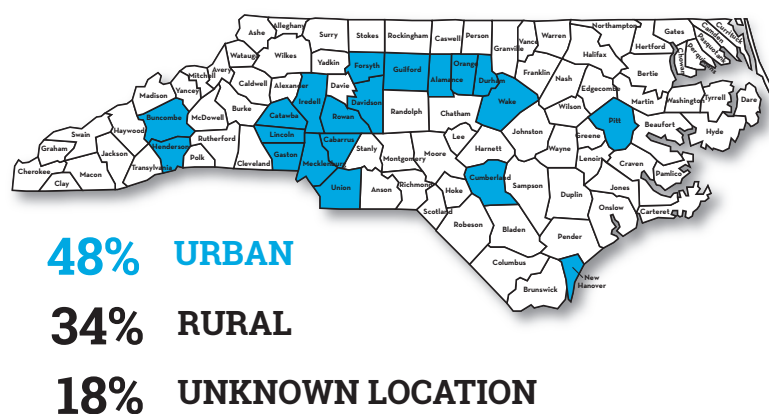 Ashe
Alleghany
Surry
Stokes
Rockingham
Caswell
Person
Granville
Vance
Warren
Northampton
Gates
Camden
Currituck
Pasquotank
Perquimans
Chowan
Hertford
Halifax
Bertie
Watauga
Wilkes
Yadkin
Forsyth
Guilford
Alamance
Orange
Durham
Franklin
Nash
Edgecombe
Martin
Washington
Tyrrell
Dare
Mitchell
Avery
Yancey
Madison
Caldwell
Alexander
Iredell
Davie
Davidson
Randolph
Chatham
Wake
Wilson
Pitt
Beaufort
Hyde
Buncombe
McDowell
Burke
Catawba
Rowan
Haywood
Swain
Graham
Jackson
Henderson
Rutherford
Polk
Cleveland
Lincoln
Gaston
Cabarrus
Mecklenburg
Stanly
Montgomery
Moore
Lee
Harnett
Johnston
Wayne
Greene
Lenoir
Craven
Pamlico
Cherokee
Clay
Macon
Transylvania
Union
Anson
Richmond
Hoke
Scotland
Cumberland
Sampson
Duplin
Jones
Onslow
Carteret
Robeson
Bladen
Pender
Columbus
Brunswick
New
Hanover
48% URBAN
34% RURAL
18% UNKNOWN LOCATION